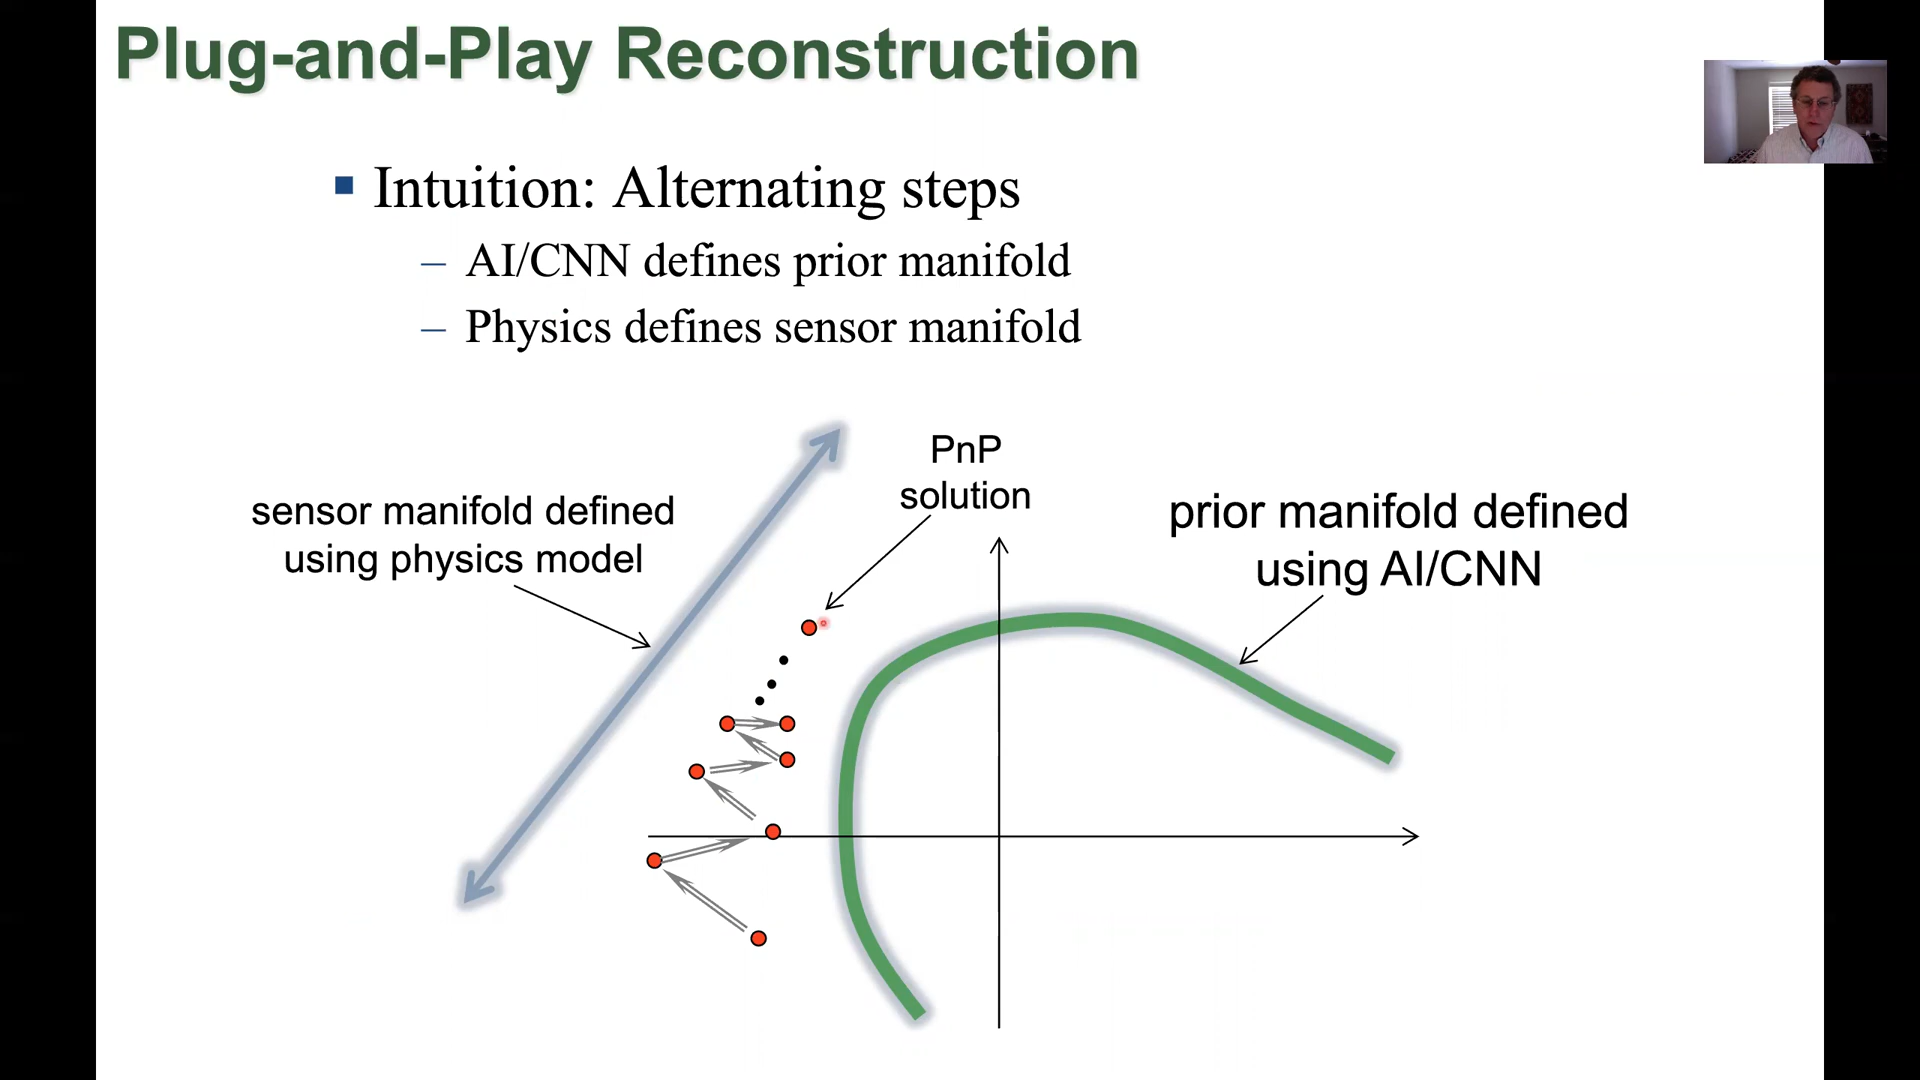 Plug-and-Play Reconstruction
Intuition: Alternating steps
– AI/CNN defines prior manifold
– Physics defines sensor manifold
sensor manifold defined
using physics model
PnP
solution
prior manifold defined
using AI/CNN